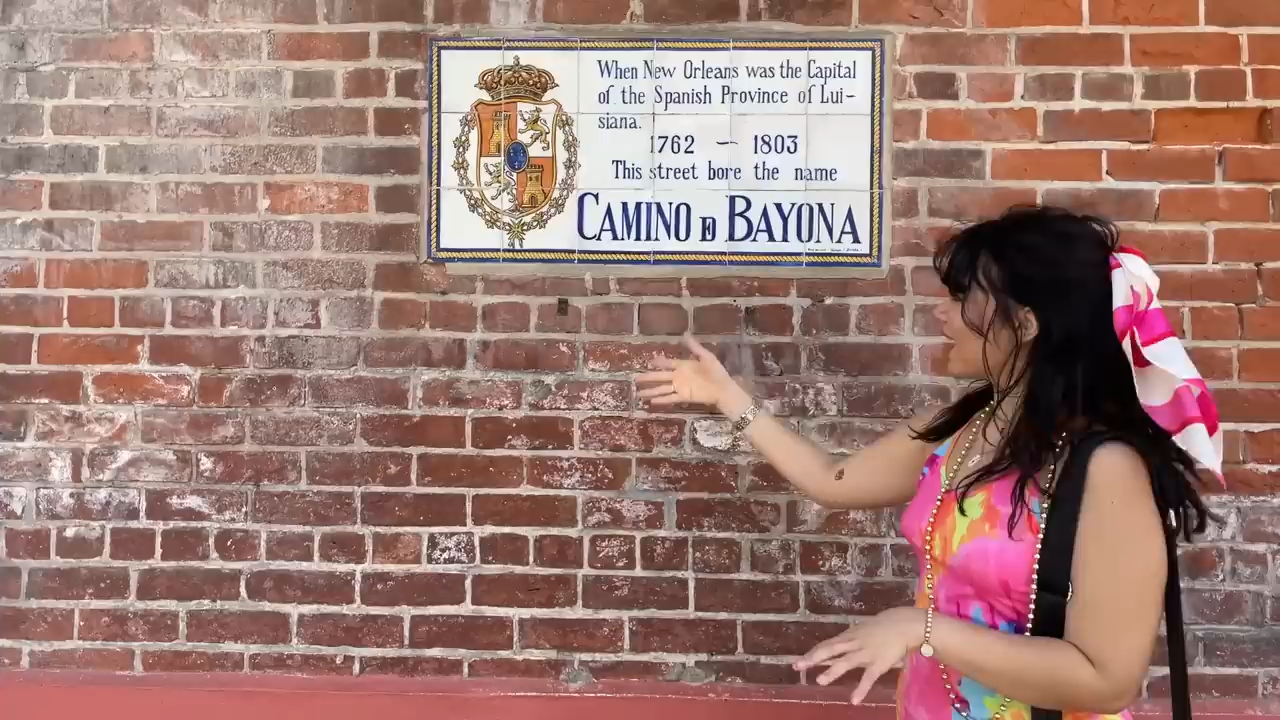 When New Orleans was the Capital
of the Spanish Province of Lui-
siana.
1762 — 1803
This street bore the name
CAMINO DE BAYONA